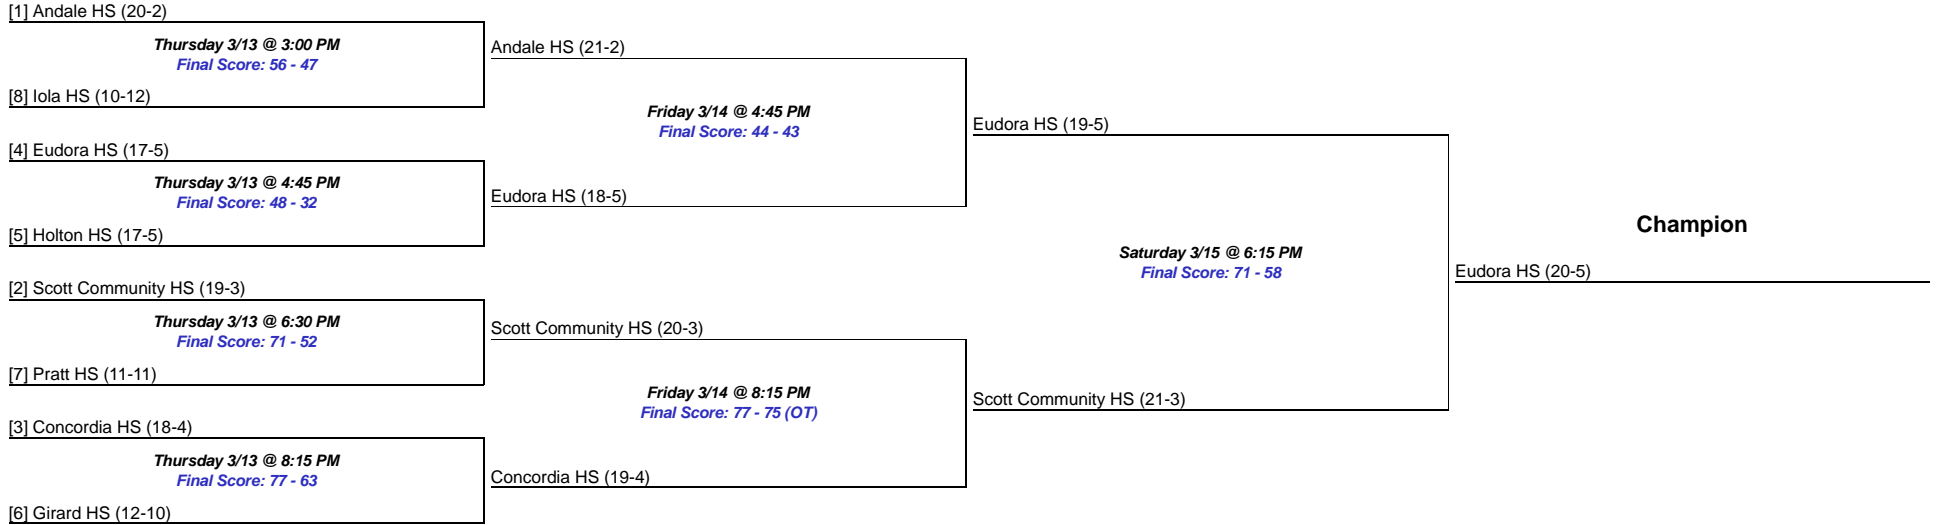 [1] Andale HS (20-2)
Thursday 3/13 @ 3:00 PM
Final Score: 56 - 47
[8] Iola HS (10-12)
[4] Eudora HS (17-5)
Thursday 3/13 @ 4:45 PM
Final Score: 48 - 32
[5] Holton HS (17-5)
[2] Scott Community HS (19-3)
Thursday 3/13 @ 6:30 PM
Final Score: 71 - 52
[7] Pratt HS (11-11)
[3] Concordia HS (18-4)
Thursday 3/13 @ 8:15 PM
Final Score: 77 - 63
[6] Girard HS (12-10)
Andale HS (21-2)
Friday 3/14 @ 4:45 PM
Final Score: 44 - 43
Eudora HS (18-5)
Scott Community HS (20-3)
Friday 3/14 @ 8:15 PM
Final Score: 77 - 75 (OT)
Concordia HS (19-4)
Eudora HS (19-5)
Saturday 3/15 @ 6:15 PM
Final Score: 71 - 58
Scott Community HS (21-3)
Champion
Eudora HS (20-5)